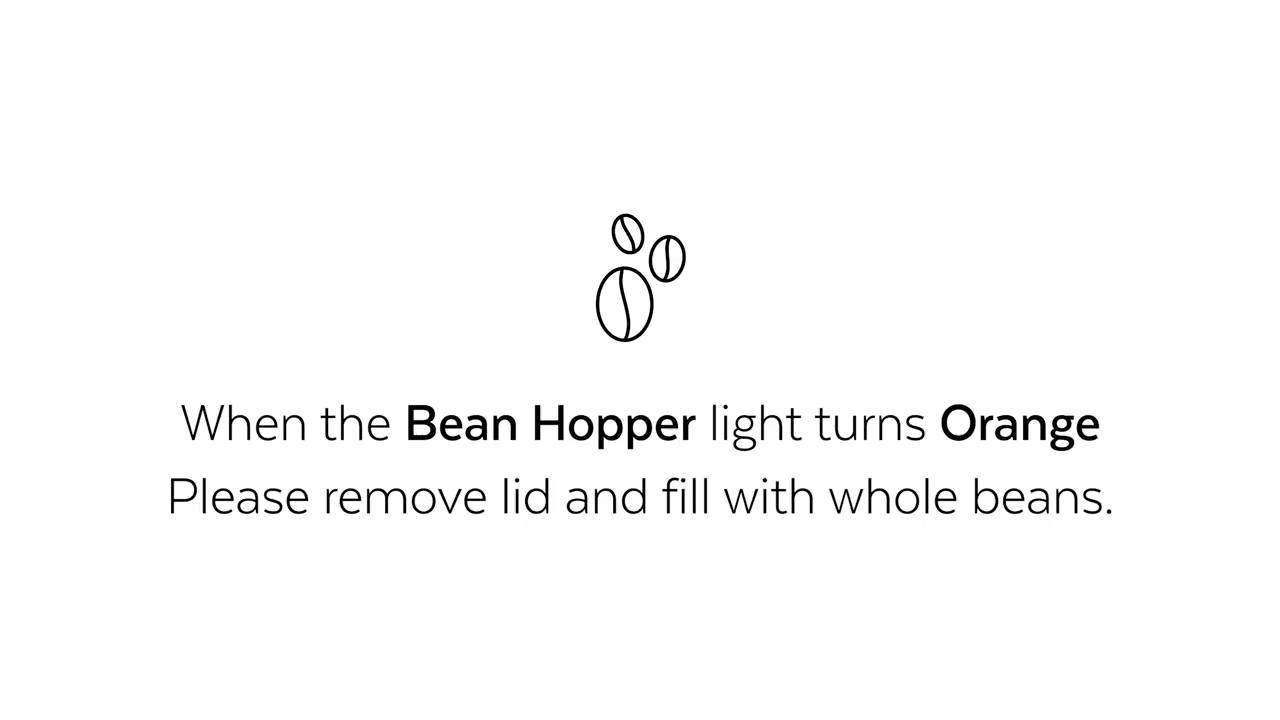 When the Bean Hopper light turns Orange
Please remove lid and fill with whole beans.